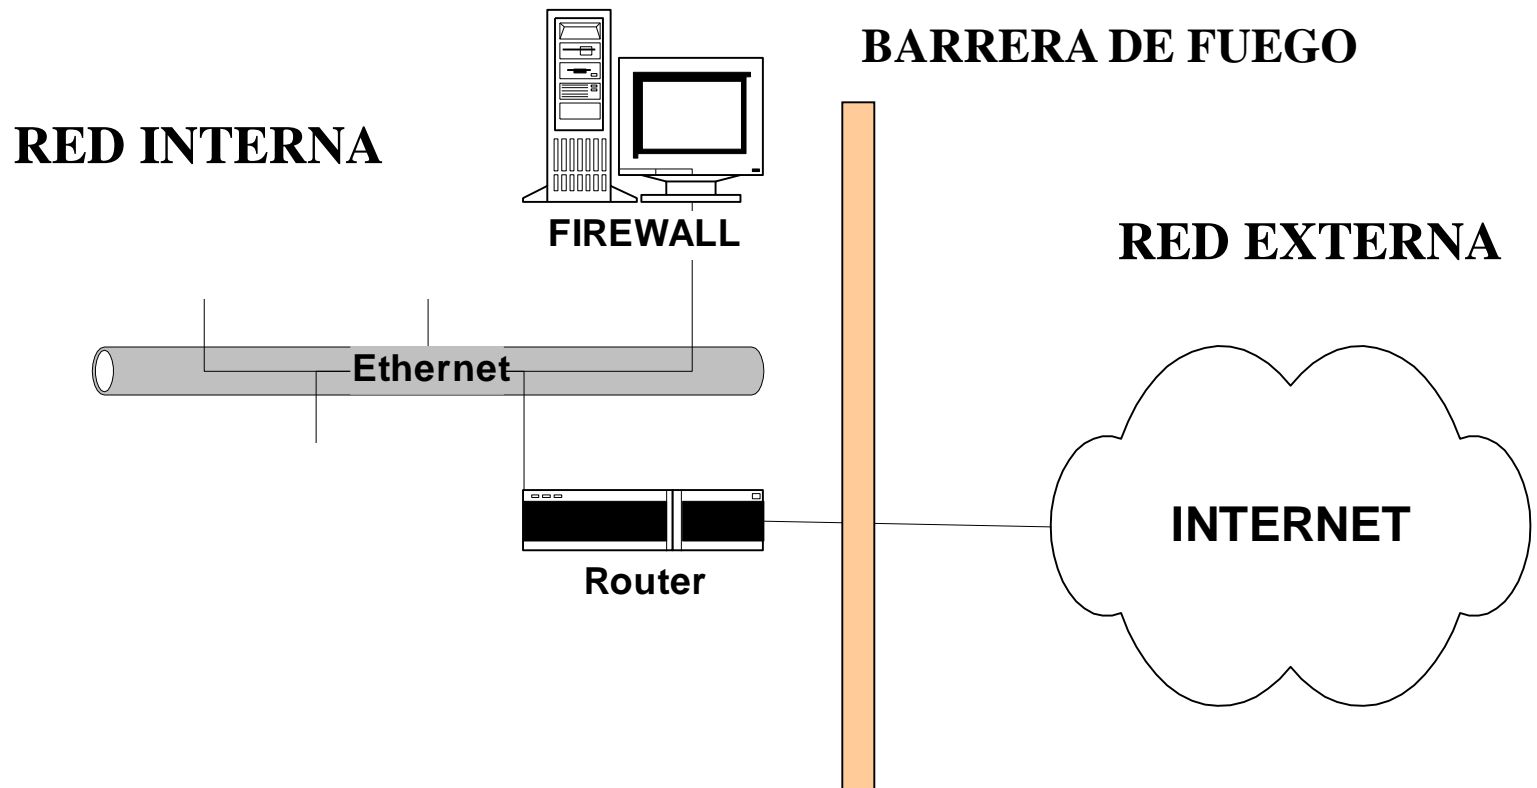 BARRERA DE FUEGO
RED INTERNA
FIREWALL
RED EXTERNA
Ethernet
INTERNET
Router